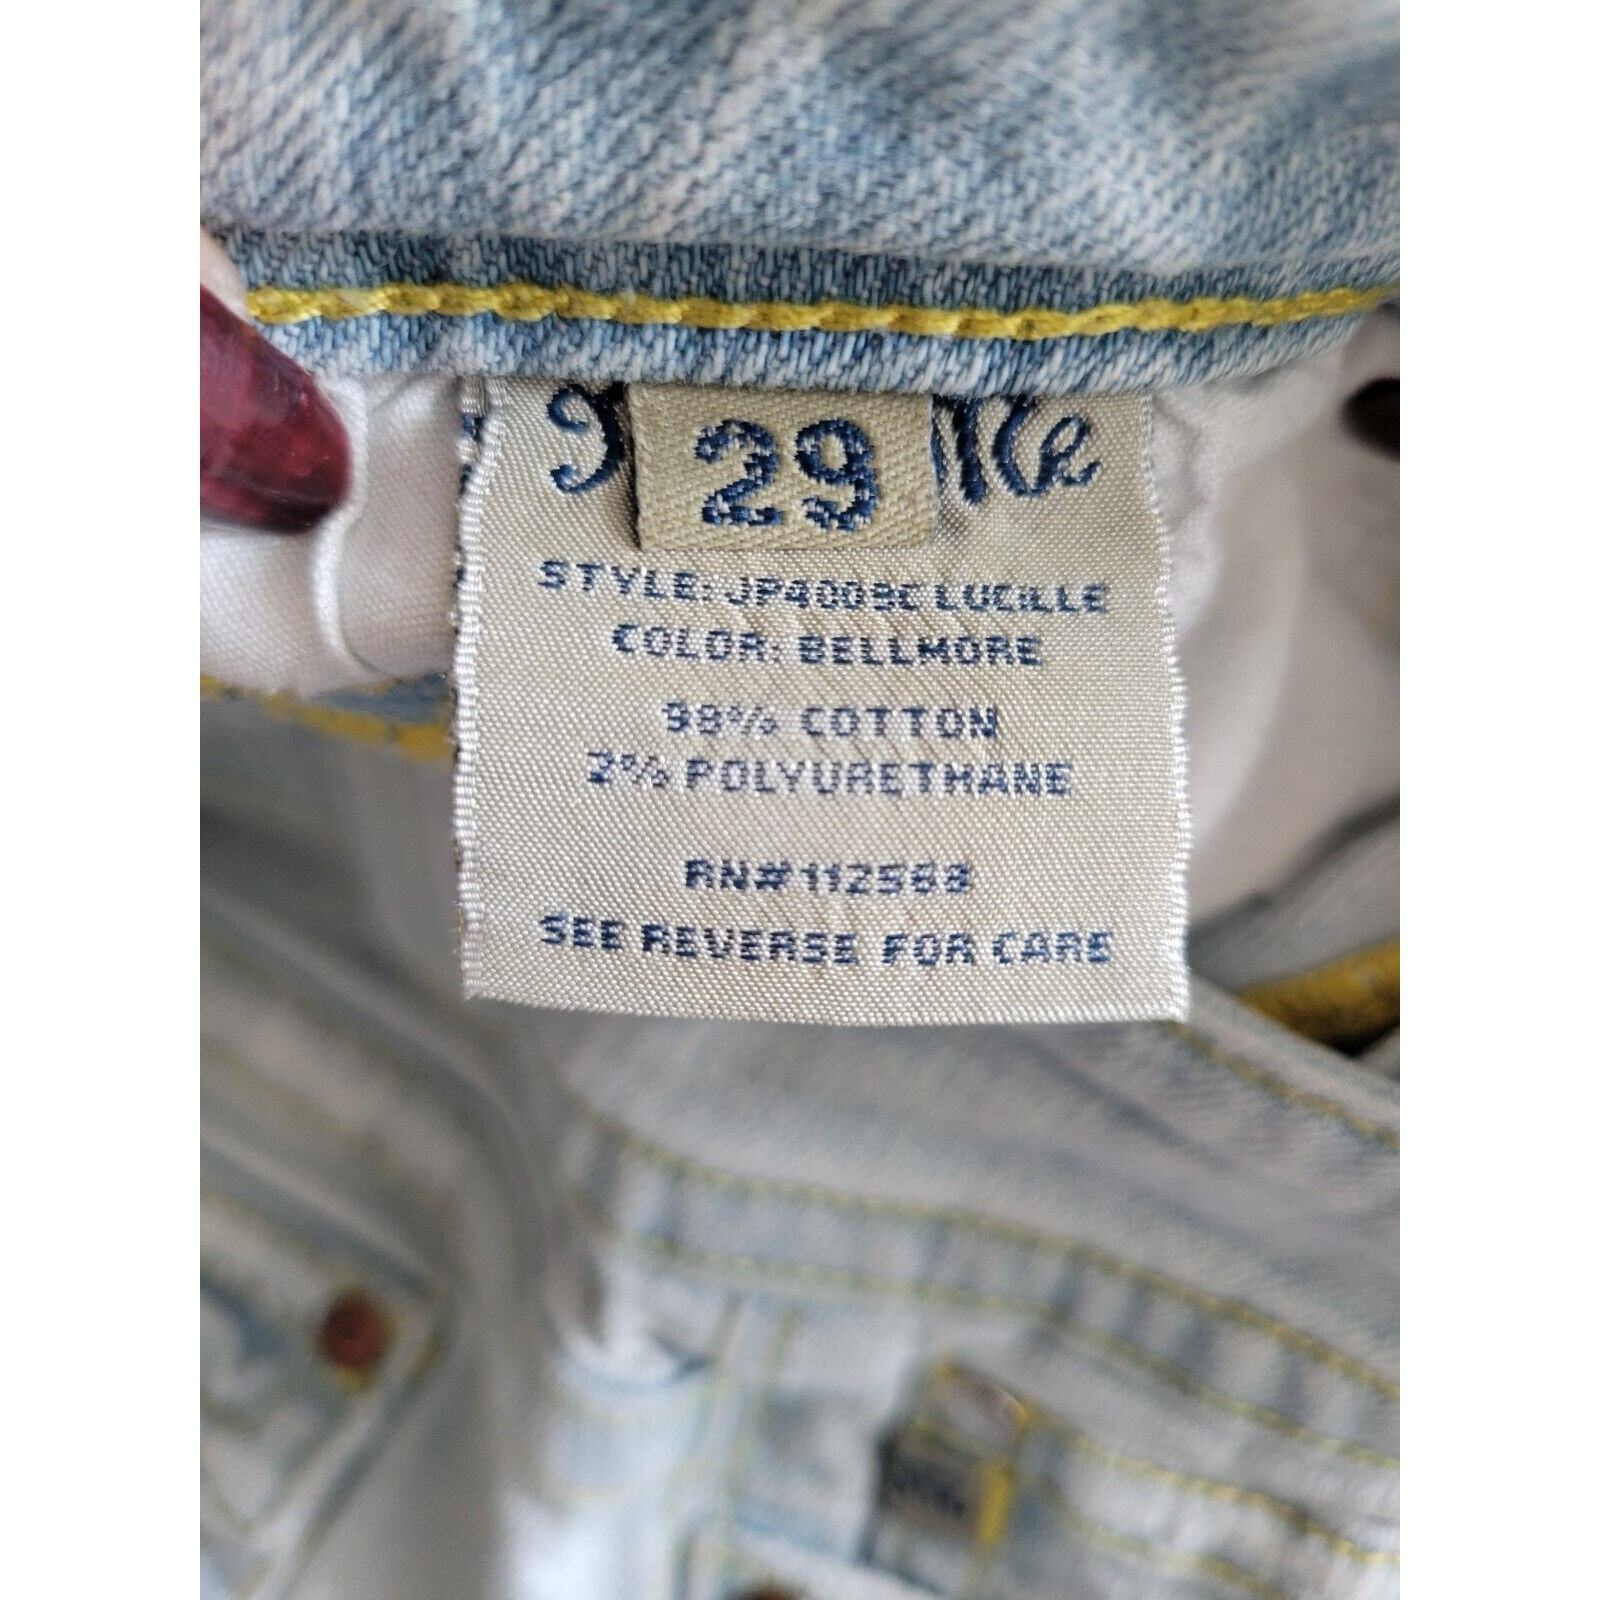 29
STYLE: JP4009C LUCILLE
COLOR: BELLMORE
98% COTTON
2% POLYURETHANE
RN#112568
SEE REVERSE FOR CARE